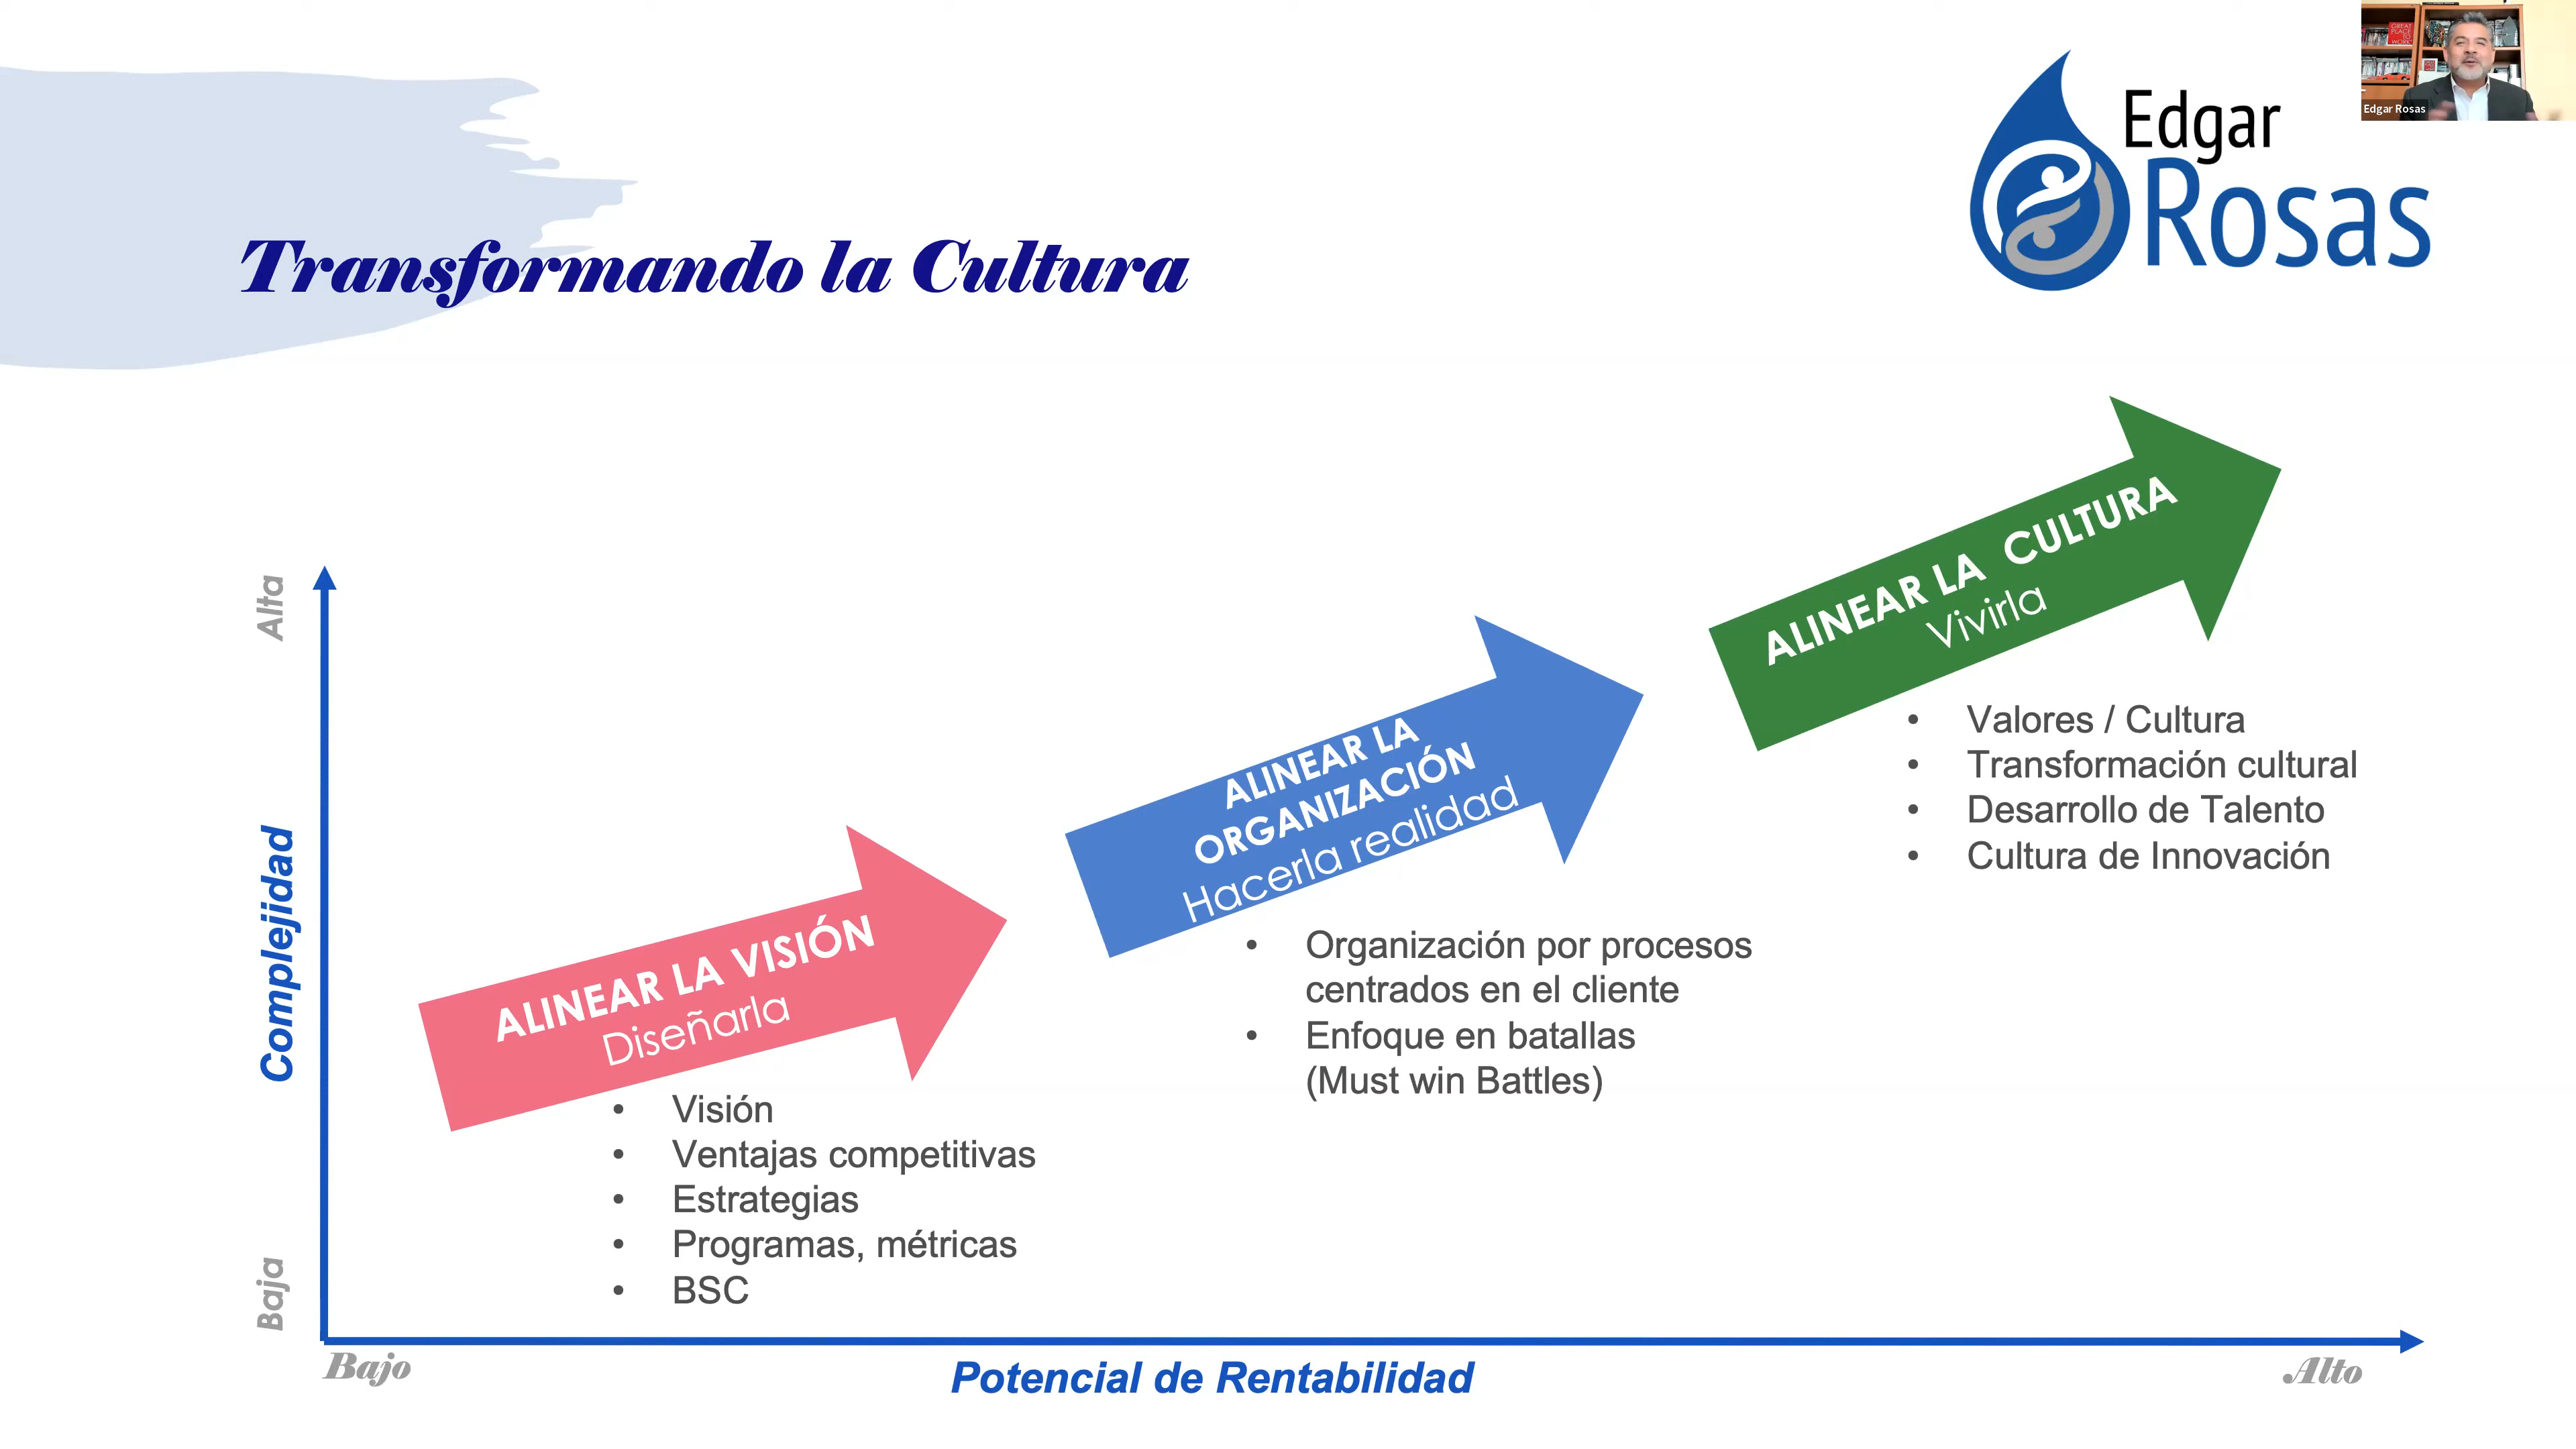 Edgar
Rosas
Edgar Rosas
Transformando la Cultura
Alta
Complejidad
Baja
ALINEAR LA VISIÓN
Diseñarla
• Visión
• Ventajas competitivas
• Estrategias
• Programas, métricas
• BSC
ALINEAR LA
ORGANIZACIÓN
Hacerla realidad
• Organización por procesos
centrados en el cliente
• Enfoque en batallas
(Must win Battles)
ALINEAR LA CULTURA
Vivirla
• Valores / Cultura
• Transformación cultural
• Desarrollo de Talento
• Cultura de Innovación
Bajo
Potencial de Rentabilidad
Alto